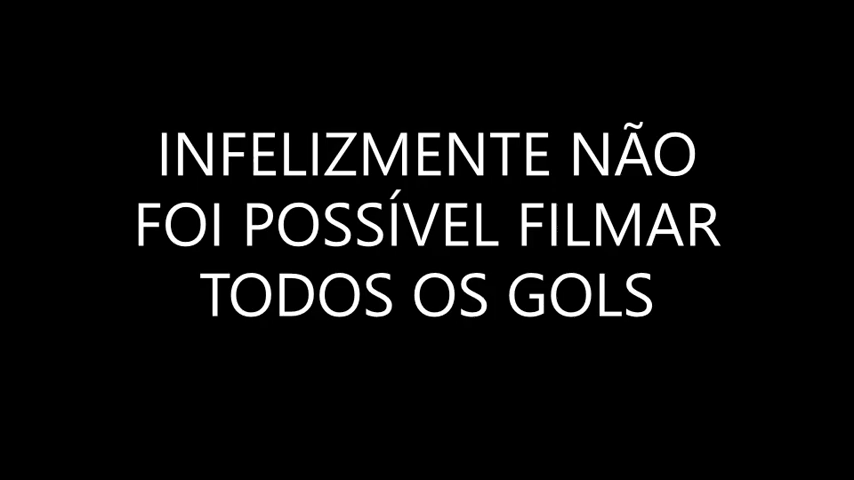 INFELIZMENTE NÃO
FOI POSSÍVEL FILMAR
TODOS OS GOLS